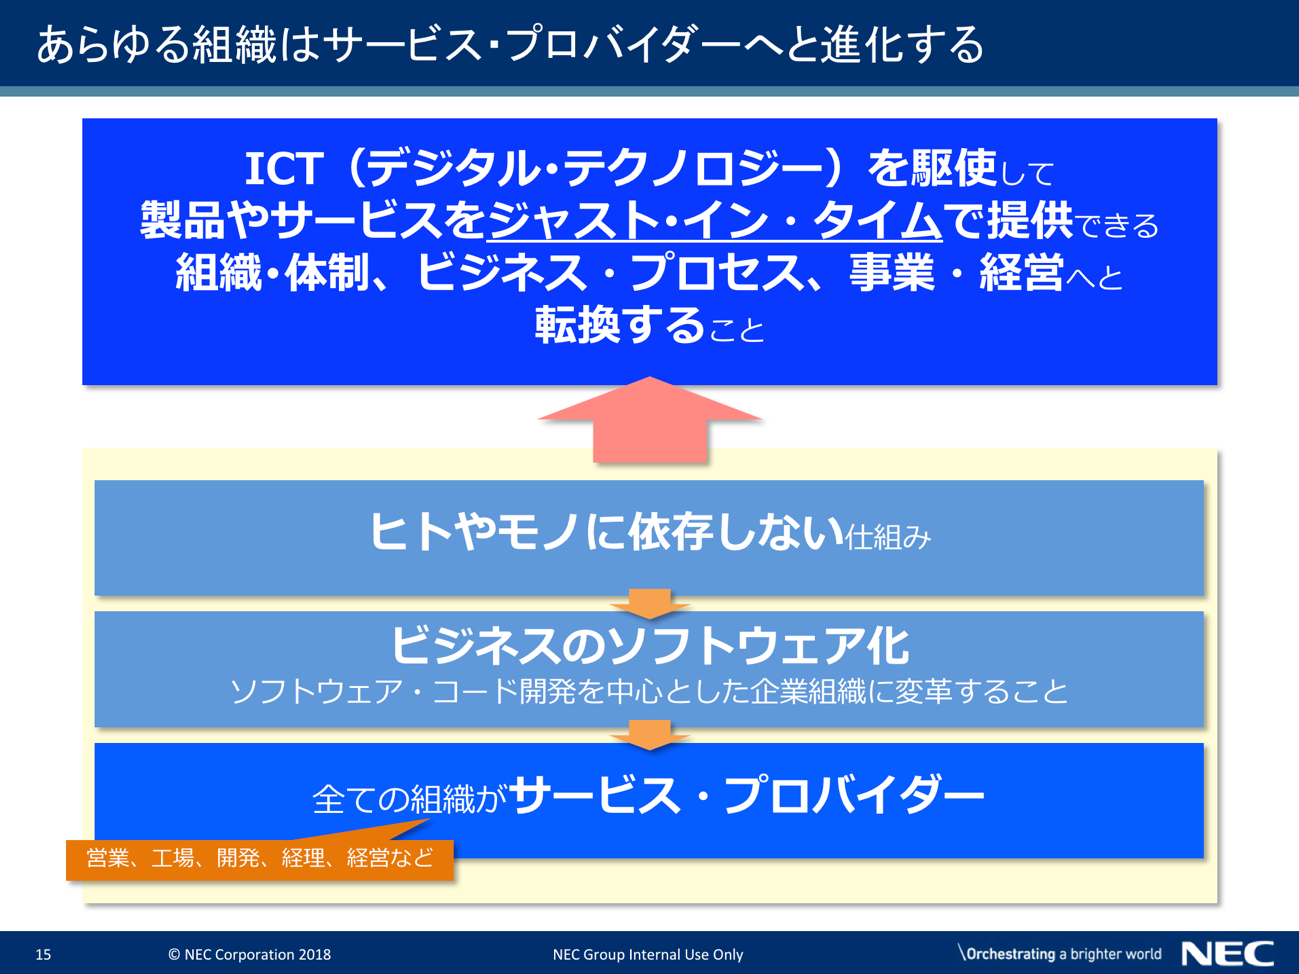 あらゆる組織はサービス・プロバイダーへと進化する
ICT（デジタル・テクノロジー）を駆使して
製品やサービスをジャスト・イン・タイムで提供できる
組織・体制、ビジネス・プロセス、事業・経営へと
転換すること
ヒトやモノに依存しない仕組み
ビジネスのソフトウェア化
ソフトウェア・コード開発を中心とした企業組織に変革すること
全ての組織がサービス・プロバイダー
営業、工場、開発、経理、経営など
15
© NEC Corporation 2018
NEC Group Internal Use Only
\Orchestrating a brighter world
NEC